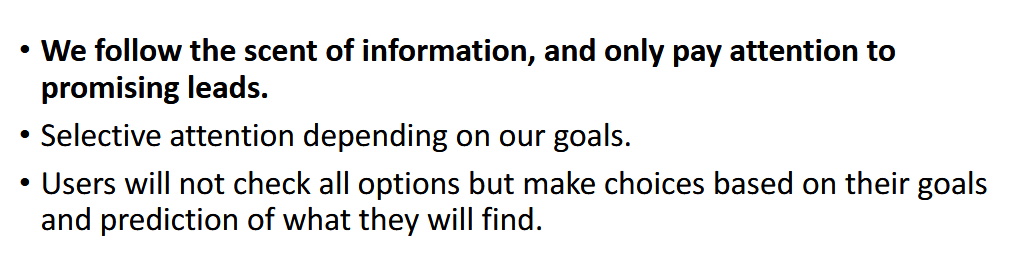 • We follow the scent of information, and only pay attention to
promising leads.
• Selective attention depending on our goals.
• Users will not check all options but make choices based on their goals
and prediction of what they will find.